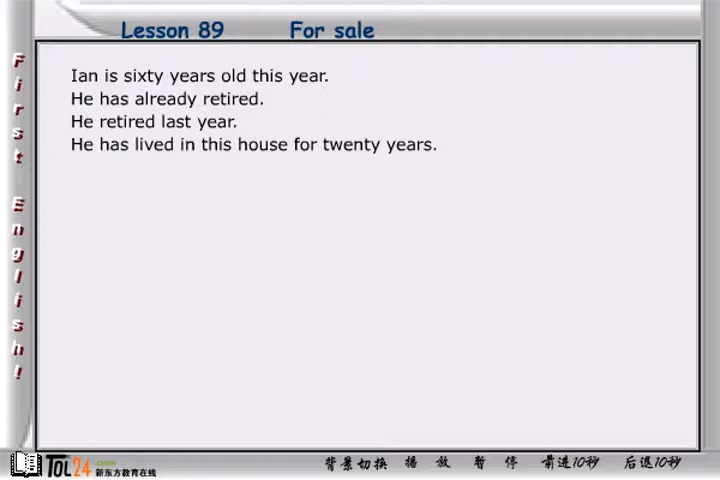 Lesson 89 For sale
First English!
Ian is sixty years old this year.
He has already retired.
He retired last year.
He has lived in this house for twenty years.
TOL24.COM 新东方教育在线
背景切换 播放 暂停 前进10秒 后退10秒